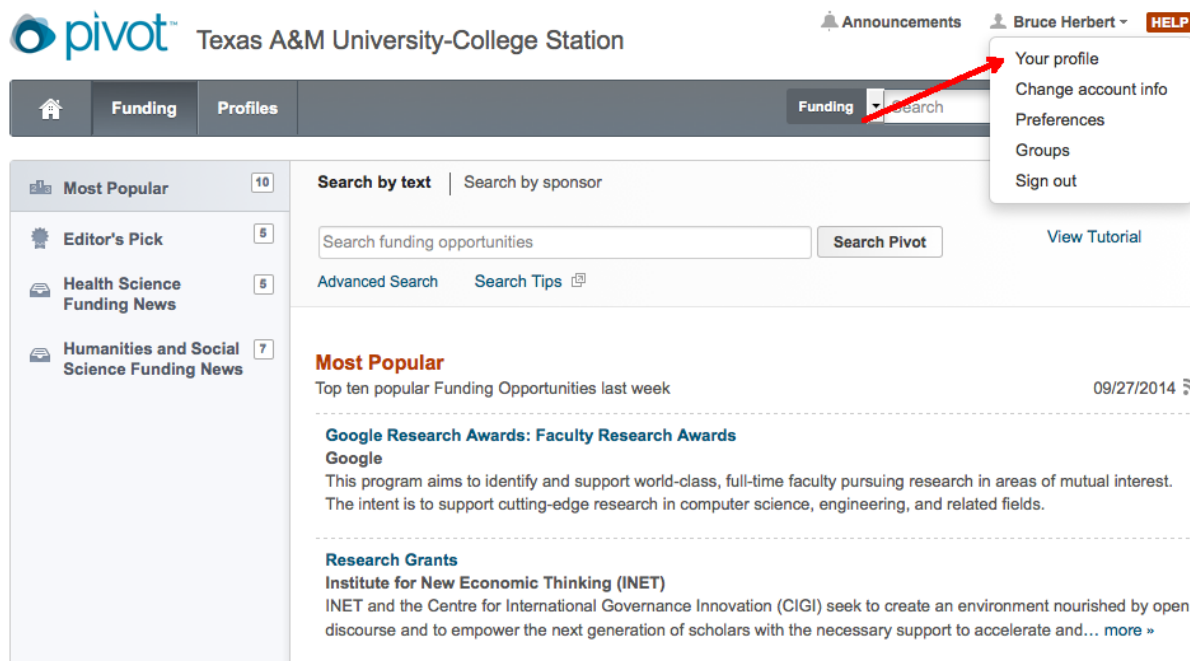 pivot™ Texas A&M University-College Station
Announcements
Bruce Herbert
HELP
Your profile
Change account info
Preferences
Groups
Sign out
Funding
Profiles
Funding
Search
Most Popular 10
Editor's Pick 5
Health Science 5
Funding News
Humanities and Social 7
Science Funding News
Search by text
Search by sponsor
Search funding opportunities
Search Pivot
View Tutorial
Advanced Search
Search Tips
Most Popular
Top ten popular Funding Opportunities last week
09/27/2014
Google Research Awards: Faculty Research Awards
Google
This program aims to identify and support world-class, full-time faculty pursuing research in areas of mutual interest.
The intent is to support cutting-edge research in computer science, engineering, and related fields.
Research Grants
Institute for New Economic Thinking (INET)
INET and the Centre for International Governance Innovation (CIGI) seek to create an environment nourished by open
discourse and to empower the next generation of scholars with the necessary support to accelerate and… more »